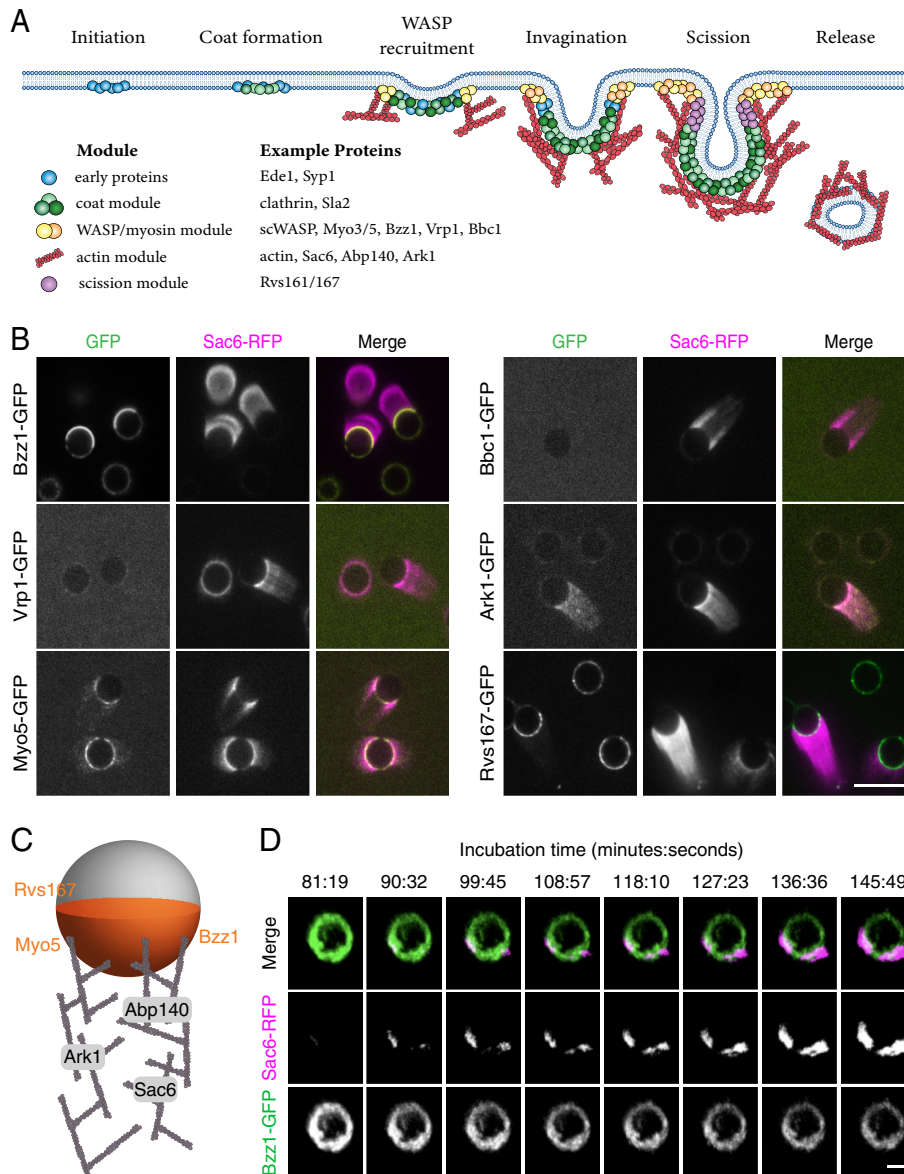 A
Initiation
Coat formation
WASP
recruitment
Invagination
Scission
Release
Module
Example Proteins
early proteins
Ede1, Syp1
coat module
clathrin, Sla2
WASP/myosin module
scWASP, Myo3/5, Bzz1, Vrp1, Bbc1
actin module
actin, Sac6, Abp140, Ark1
scission module
Rvs161/167
B
GFP
Sac6-RFP
Merge
Bzz1-GFP
Vrp1-GFP
Myo5-GFP
GFP
Sac6-RFP
Merge
Bbc1-GFP
Ark1-GFP
Rvs167-GFP
C
Rvs167
Myo5
Bzz1
Abp140
Ark1
Sac6
D
Incubation time (minutes:seconds)
81:19 90:32 99:45 108:57 118:10 127:23 136:36 145:49
Merge
Sac6-RFP
Bzz1-GFP